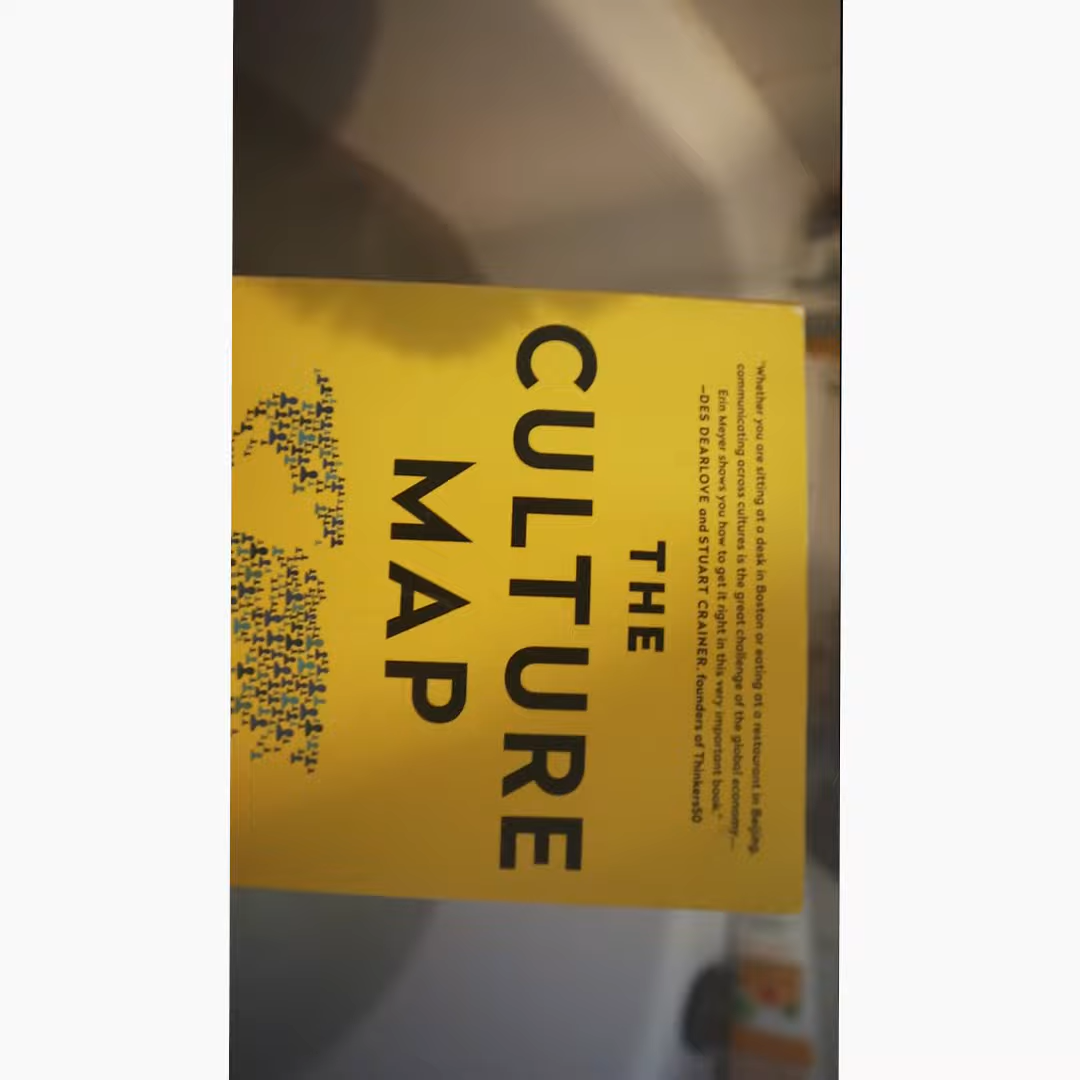 "Whether you are sitting at a desk in Boston or eating at a restaurant in Beijing,
communicating across cultures is the great challenge of the global economy—
Erin Meyer shows you how to get it right in this very important book."
—DES DEARLOVE and STUART CRAINER, founders of Thinkers50
THE
CULTURE
MAP